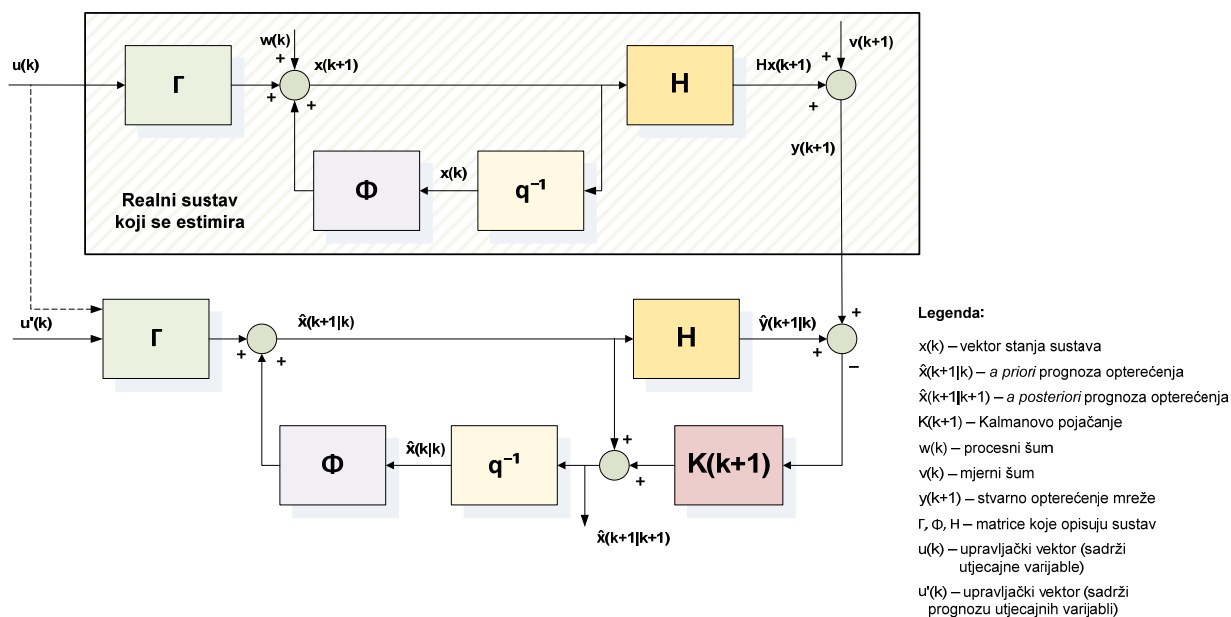 w(k)
v(k+1)
u(k)
+
x(k+1)
Hx(k+1)
+
Γ
H
+
+
+
y(k+1)
x(k)
Φ
q⁻¹
Realni sustav
koji se estimira
u'(k)
Γ
x̂(k+1|k)
H
ŷ(k+1|k)
+
+
+
+
−
x̂(k|k)
+
Φ
q⁻¹
K(k+1)
+
x̂(k+1|k+1)
Legenda:
x(k) – vektor stanja sustava
x̂(k+1|k) – a priori prognoza opterećenja
x̂(k+1|k+1) – a posteriori prognoza opterećenja
K(k+1) – Kalmanovo pojačanje
w(k) – procesni šum
v(k) – mjerni šum
y(k+1) – stvarno opterećenje mreže
Γ, Φ, H – matrice koje opisuju sustav
u(k) – upravljački vektor (sadrži
utjecajne varijable)
u'(k) – upravljački vektor (sadrži
prognozu utjecajnih varijabli)